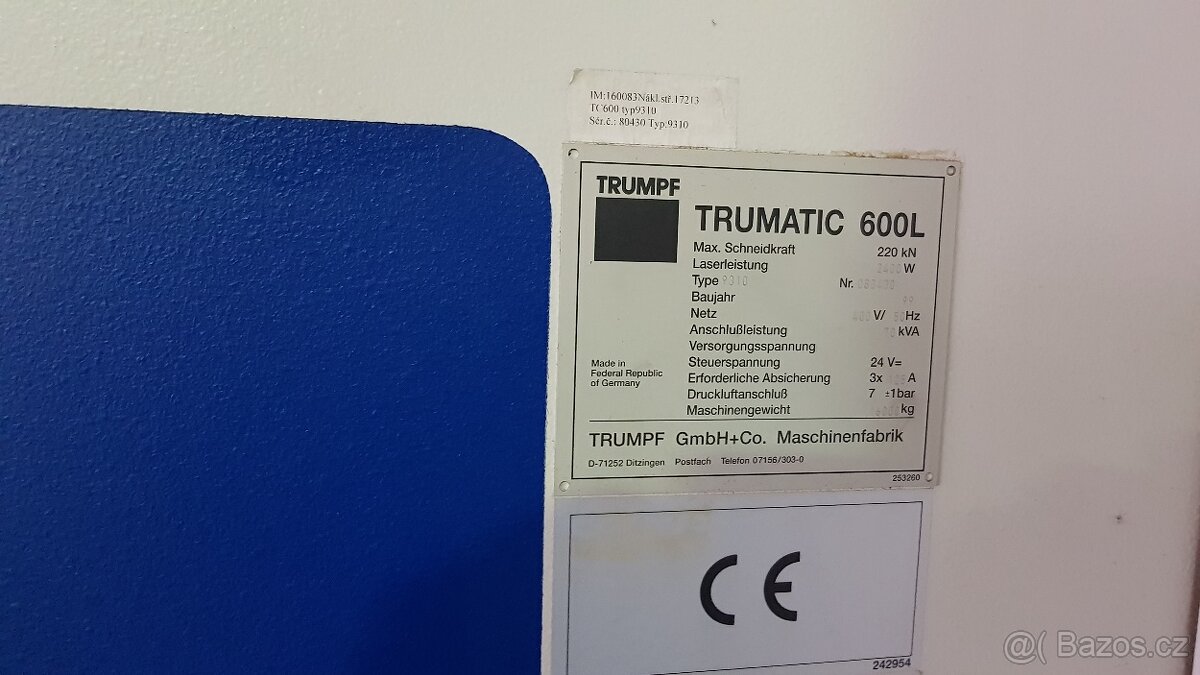 IM:160083Nákl.stř.17213
TC600 typ9310
Sér.č.: 80430 Typ.9310
TRUMPF
TRUMATIC 600L
Max. Schneidkraft 220 kN
Laserleistung W
Type 9310 Nr.
Baujahr
Netz 400 V/ 50 Hz
Anschlußleistung kVA
Versorgungsspannung
Steuerspannung 24 V=
Erforderliche Absicherung 3x A
Druckluftanschluß 7 ±1bar
Maschinengewicht kg
Made in
Federal Republic
of Germany
TRUMPF GmbH+Co. Maschinenfabrik
D-71252 Ditzingen Postfach Telefon 07156/303-0
253260
CE
242954
@( Bazos.cz